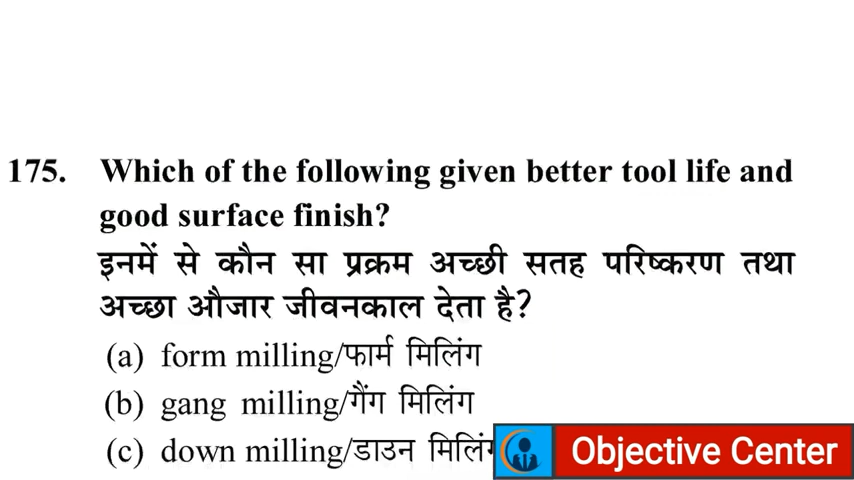 175. Which of the following given better tool life and
good surface finish?
इनमें से कौन सा प्रक्रम अच्छी सतह परिष्करण तथा
अच्छा औजार जीवनकाल देता है?
(a) form milling/फार्म मिलिंग
(b) gang milling/गैंग मिलिंग
(c) down milling/डाउन मिलिंग
Objective Center